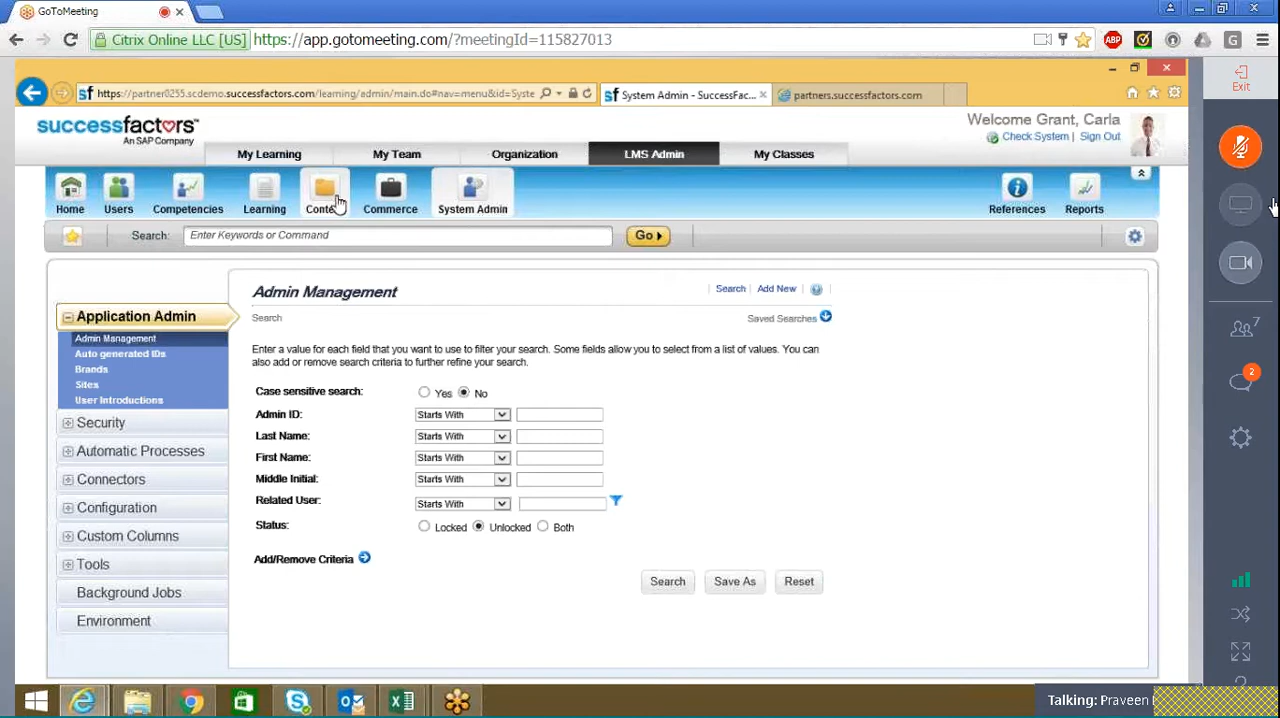 GoToMeeting
Citrix Online LLC [US] https://app.gotomeeting.com/?meetingId=115827013
ABP
G
https://partner0255.scdemo.successfactors.com/learning/admin/main.do#nav=menu&id=Syste
sf System Admin - SuccessFac...
partners.successfactors.com
Exit
successfactors™
An SAP Company
Welcome Grant, Carla
Check System | Sign Out
My Learning My Team Organization LMS Admin My Classes
Home Users Competencies Learning Conte Commerce System Admin References Reports
Search: Enter Keywords or Command Go
Admin Management
Search | Add New
Search
Saved Searches
Application Admin
Admin Management
Auto generated IDs
Brands
Sites
User Introductions
Security
Automatic Processes
Connectors
Configuration
Custom Columns
Tools
Background Jobs
Environment
Enter a value for each field that you want to use to filter your search. Some fields allow you to select from a list of values. You can
also add or remove search criteria to further refine your search.
Case sensitive search: Yes No
Admin ID: Starts With
Last Name: Starts With
First Name: Starts With
Middle Initial: Starts With
Related User: Starts With
Status: Locked Unlocked Both
Add/Remove Criteria
Search Save As Reset
7
2
Talking: Praveen